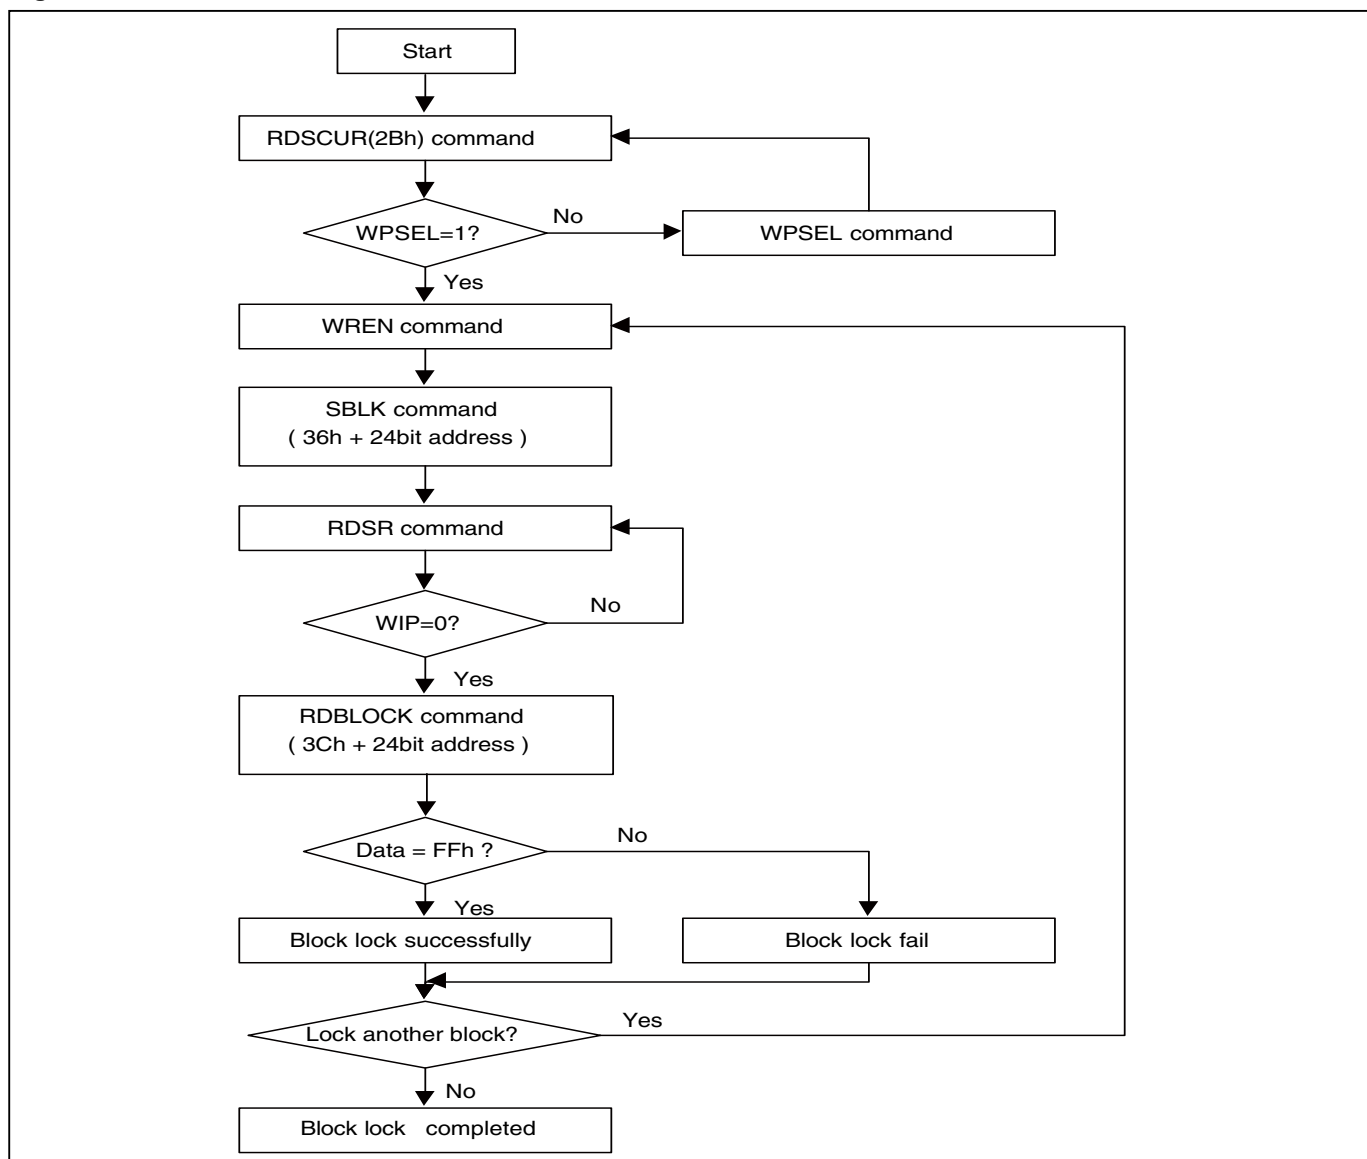 Start
RDSCUR(2Bh) command
WPSEL=1?
No
WPSEL command
Yes
WREN command
SBLK command
( 36h + 24bit address )
RDSR command
No
WIP=0?
Yes
RDBLOCK command
( 3Ch + 24bit address )
No
Data = FFh ?
Yes
Block lock successfully
Block lock fail
Lock another block?
Yes
No
Block lock completed